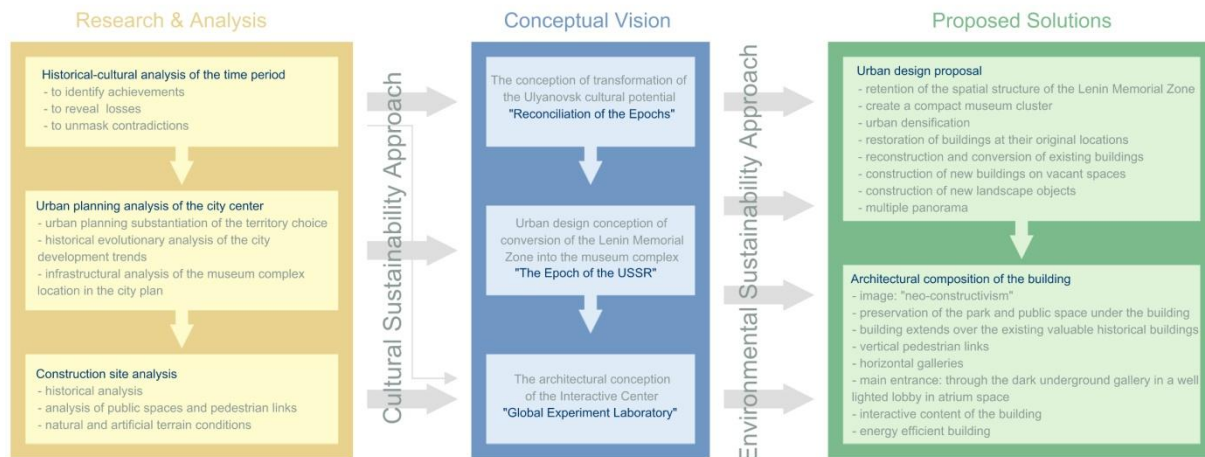 Research & Analysis
Historical-cultural analysis of the time period
- to identify achievements
- to reveal losses
- to unmask contradictions
Urban planning analysis of the city center
- urban planning substantiation of the territory choice
- historical evolutionary analysis of the city
development trends
- infrastructural analysis of the museum complex
location in the city plan
Construction site analysis
- historical analysis
- analysis of public spaces and pedestrian links
- natural and artificial terrain conditions
Cultural Sustainability Approach
Conceptual Vision
The conception of transformation of
the Ulyanovsk cultural potential
"Reconciliation of the Epochs"
Urban design conception of
conversion of the Lenin Memorial
Zone into the museum complex
"The Epoch of the USSR"
The architectural conception
of the Interactive Center
"Global Experiment Laboratory"
Environmental Sustainability Approach
Proposed Solutions
Urban design proposal
- retention of the spatial structure of the Lenin Memorial Zone
- create a compact museum cluster
- urban densification
- restoration of buildings at their original locations
- reconstruction and conversion of existing buildings
- construction of new buildings on vacant spaces
- construction of new landscape objects
- multiple panorama
Architectural composition of the building
- image: "neo-constructivism"
- preservation of the park and public space under the building
- building extends over the existing valuable historical buildings
- vertical pedestrian links
- horizontal galleries
- main entrance: through the dark underground gallery in a well
lighted lobby in atrium space
- interactive content of the building
- energy efficient building